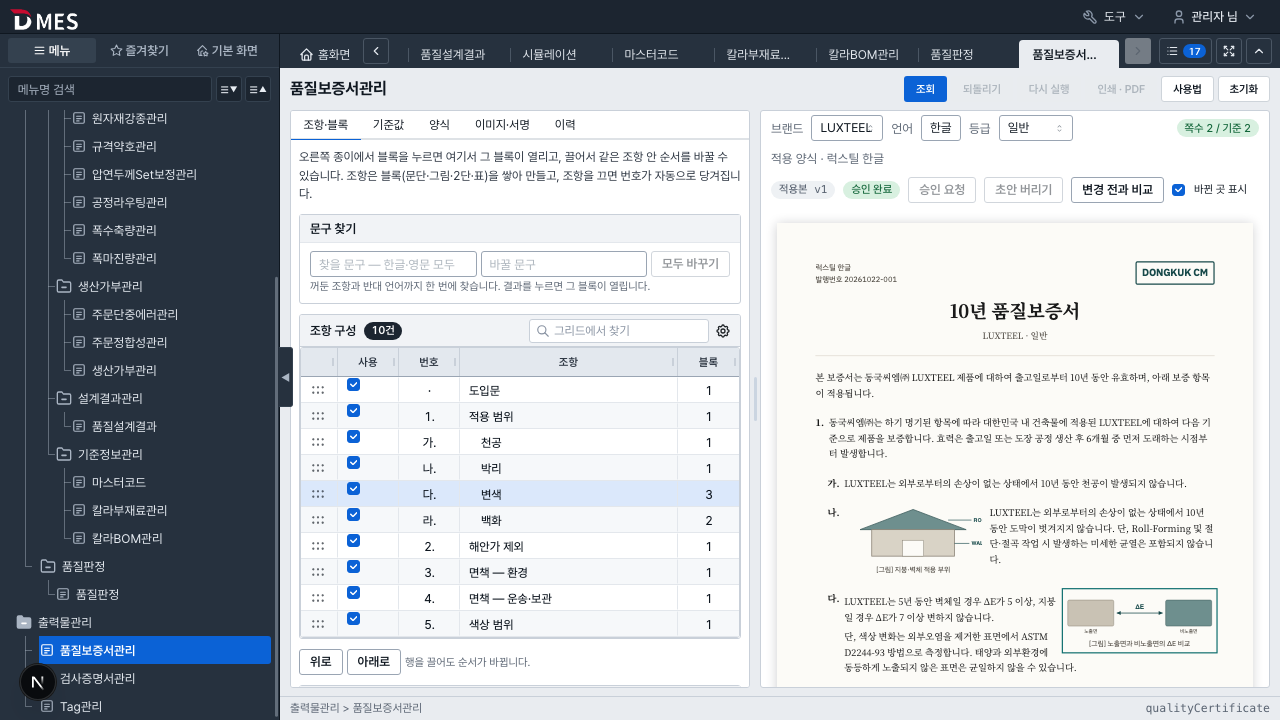 DMES
도구
관리자 님
메뉴
즐겨찾기
기본 화면
홈화면
품질설계결과
시뮬레이션
마스터코드
칼라부재료...
칼라BOM관리
품질판정
품질보증서...
17
메뉴명 검색
원자재강종관리
규격약호관리
압연두께Set보정관리
공정라우팅관리
폭수축량관리
폭마진량관리
생산가부관리
주문단중에러관리
주문정합성관리
생산가부관리
설계결과관리
품질설계결과
기준정보관리
마스터코드
칼라부재료관리
칼라BOM관리
품질판정
품질판정
출력물관리
품질보증서관리
검사증명서관리
Tag관리
N
품질보증서관리
조회
되돌리기
다시 실행
인쇄 · PDF
사용법
초기화
조항·블록
기준값
양식
이미지·서명
이력
오른쪽 종이에서 블록을 누르면 여기서 그 블록이 열리고, 끌어서 같은 조항 안 순서를 바꿀 수
있습니다. 조항은 블록(문단·그림·2단·표)을 쌓아 만들고, 조항을 끄면 번호가 자동으로 당겨집니
다.
문구 찾기
찾을 문구 — 한글·영문 모두
바꿀 문구
모두 바꾸기
꺼둔 조항과 반대 언어까지 한 번에 찾습니다. 결과를 누르면 그 블록이 열립니다.
조항 구성
10건
그리드에서 찾기
사용
번호
조항
블록
· 도입문 1
1. 적용 범위 1
가. 천공 1
나. 박리 1
다. 변색 3
라. 백화 2
2. 해안가 제외 1
3. 면책 — 환경 1
4. 면책 — 운송·보관 1
5. 색상 범위 1
위로
아래로
행을 끌어도 순서가 바뀝니다.
브랜드
LUXTEEL
언어
한글
등급
일반
쪽수 2 / 기준 2
적용 양식 · 럭스틸 한글
적용본 v1
승인 완료
승인 요청
초안 버리기
변경 전과 비교
바뀐 곳 표시
럭스틸 한글
발행번호 20261022-001
DONGKUK CM
10년 품질보증서
LUXTEEL · 일반
본 보증서는 동국씨엠㈜ LUXTEEL 제품에 대하여 출고일로부터 10년 동안 유효하며, 아래 보증 항목
이 적용됩니다.
1. 동국씨엠㈜는 하기 명기된 항목에 따라 대한민국 내 건축물에 적용된 LUXTEEL에 대하여 다음 기
준으로 제품을 보증합니다. 효력은 출고일 또는 도장 공정 생산 후 6개월 중 먼저 도래하는 시점부
터 발생합니다.
가. LUXTEEL는 외부로부터의 손상이 없는 상태에서 10년 동안 천공이 발생되지 않습니다.
나.
RO
WAL
[그림] 지붕·벽체 적용 부위
LUXTEEL는 외부로부터의 손상이 없는 상태에서 10년
동안 도막이 벗겨지지 않습니다. 단, Roll-Forming 및 절
단·절곡 작업 시 발생하는 미세한 균열은 포함되지 않습니
다.
다. LUXTEEL는 5년 동안 벽체일 경우 ΔE가 5 이상, 지붕
일 경우 ΔE가 7 이상 변하지 않습니다.
단, 색상 변화는 외부오염을 제거한 표면에서 ASTM
D2244-93 방법으로 측정합니다. 태양과 외부환경에
동등하게 노출되지 않은 표면은 균일하지 않을 수 있습니다.
ΔE
노출면
비노출면
[그림] 노출면과 비노출면의 ΔE 비교
출력물관리 > 품질보증서관리
qualityCertificate